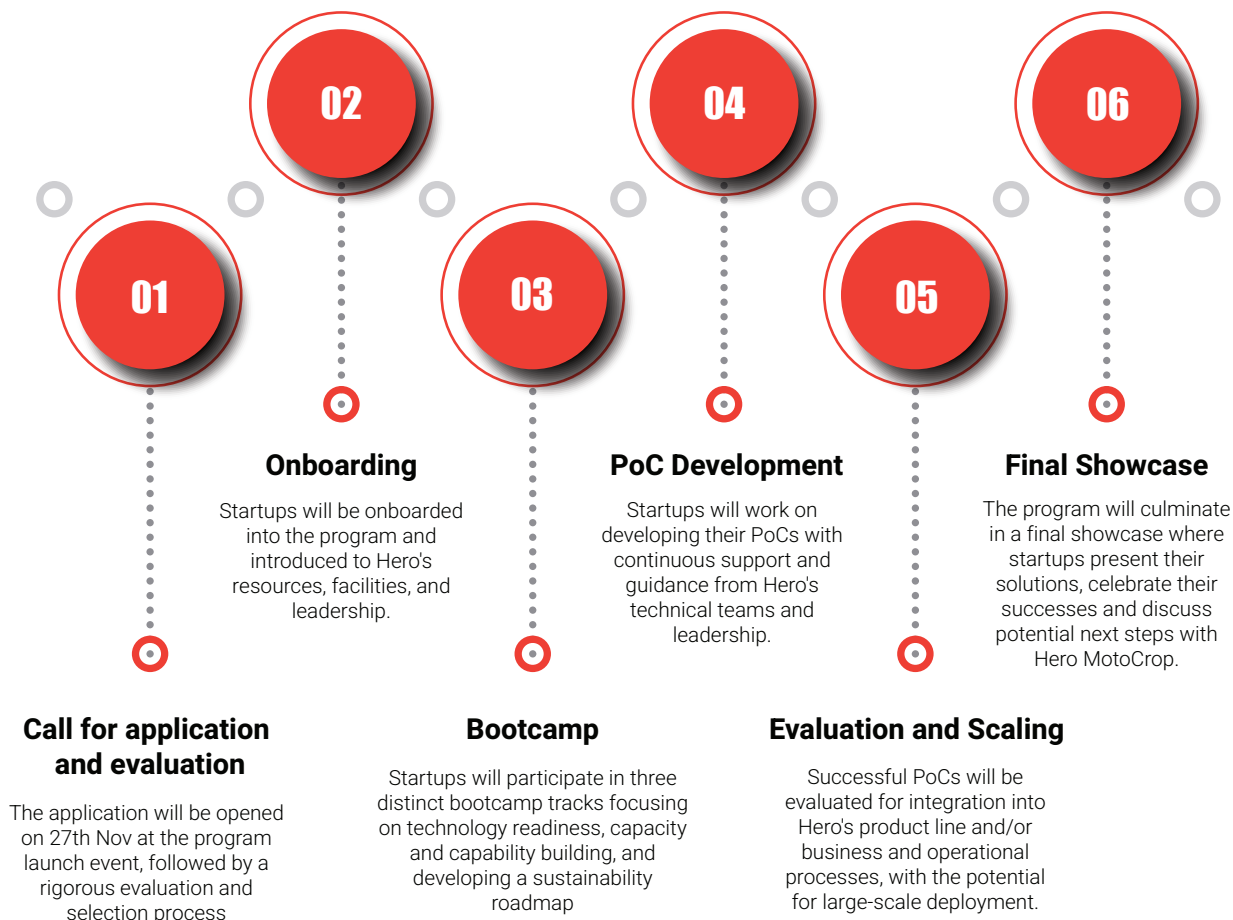 01
Call for application
and evaluation
The application will be opened
on 27th Nov at the program
launch event, followed by a
rigorous evaluation and
selection process
02
Onboarding
Startups will be onboarded
into the program and
introduced to Hero's
resources, facilities, and
leadership.
03
Bootcamp
Startups will participate in three
distinct bootcamp tracks focusing
on technology readiness, capacity
and capability building, and
developing a sustainability
roadmap
04
PoC Development
Startups will work on
developing their PoCs with
continuous support and
guidance from Hero's
technical teams and
leadership.
05
Evaluation and Scaling
Successful PoCs will be
evaluated for integration into
Hero's product line and/or
business and operational
processes, with the potential
for large-scale deployment.
06
Final Showcase
The program will culminate
in a final showcase where
startups present their
solutions, celebrate their
successes and discuss
potential next steps with
Hero MotoCrop.